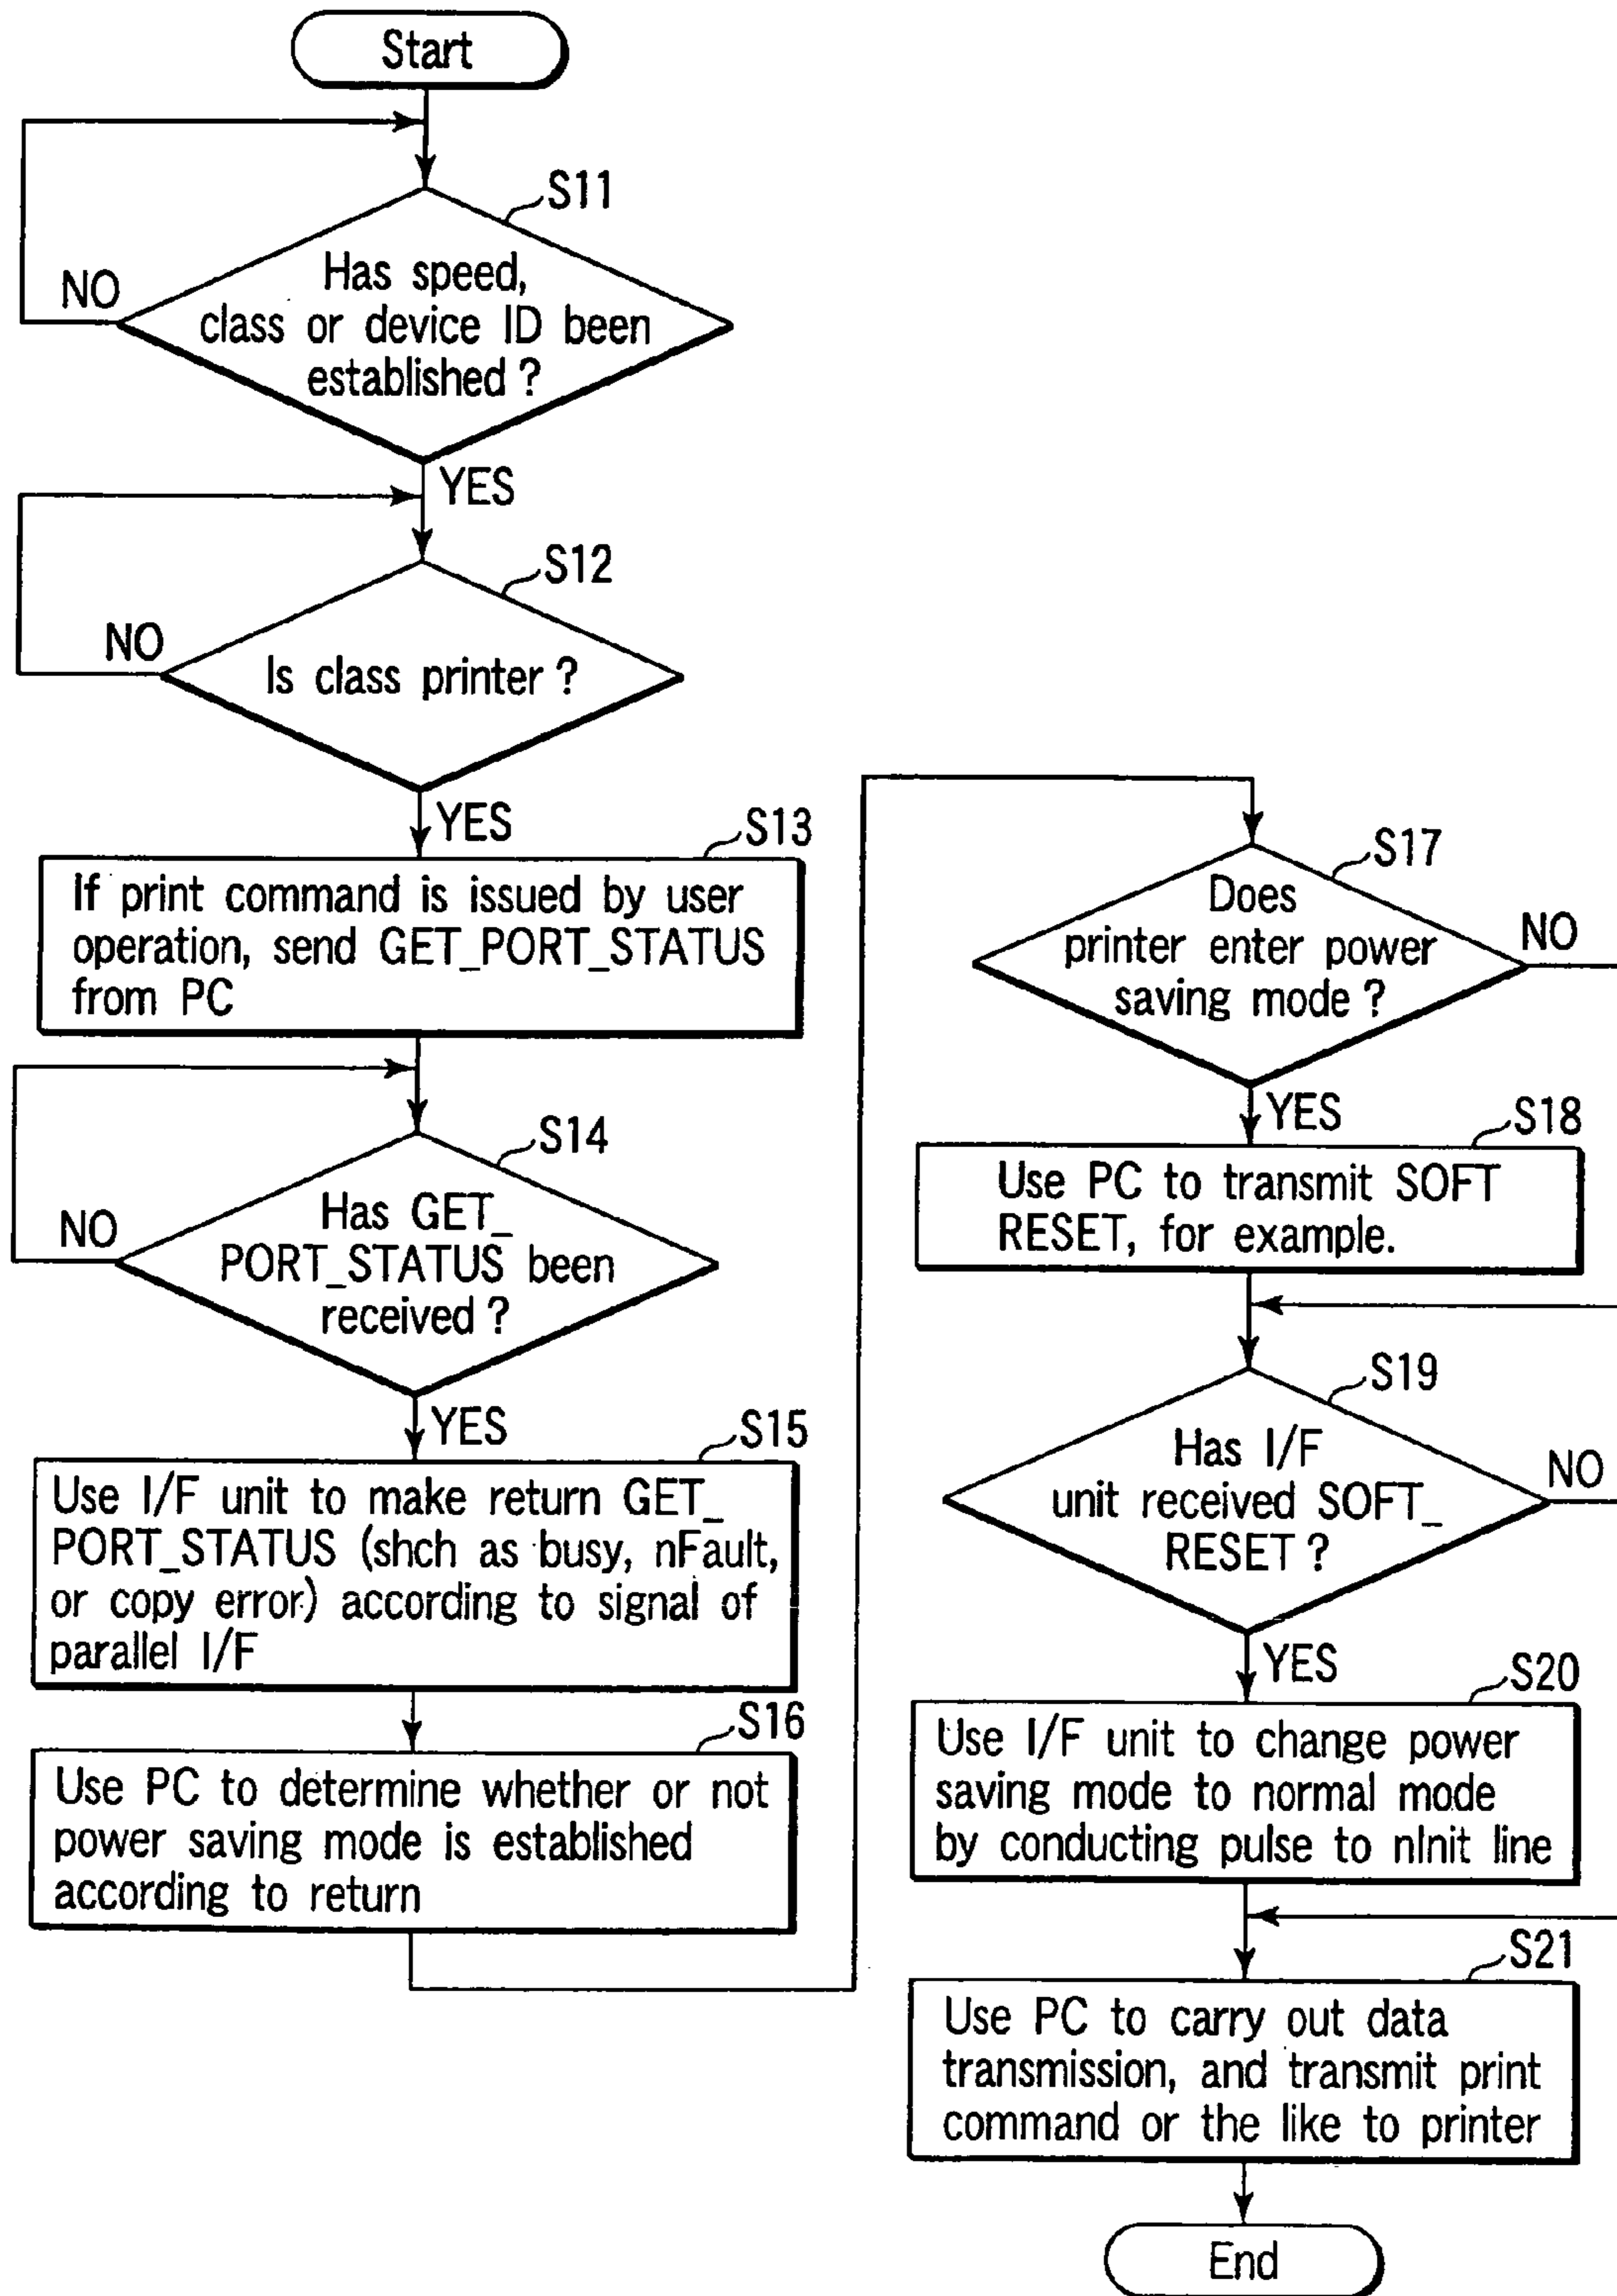 Start
S11
Has speed,
class or device ID been
established ?
NO
YES
S12
Is class printer ?
NO
YES
S13
If print command is issued by user
operation, send GET_PORT_STATUS
from PC
S14
Has GET_
PORT_STATUS been
received ?
NO
YES
S15
Use I/F unit to make return GET_
PORT_STATUS (shch as busy, nFault,
or copy error) according to signal of
parallel I/F
S16
Use PC to determine whether or not
power saving mode is established
according to return
S17
Does
printer enter power
saving mode ?
NO
YES
S18
Use PC to transmit SOFT
RESET, for example.
S19
Has I/F
unit received SOFT_
RESET ?
NO
YES
S20
Use I/F unit to change power
saving mode to normal mode
by conducting pulse to nInit line
S21
Use PC to carry out data
transmission, and transmit print
command or the like to printer
End